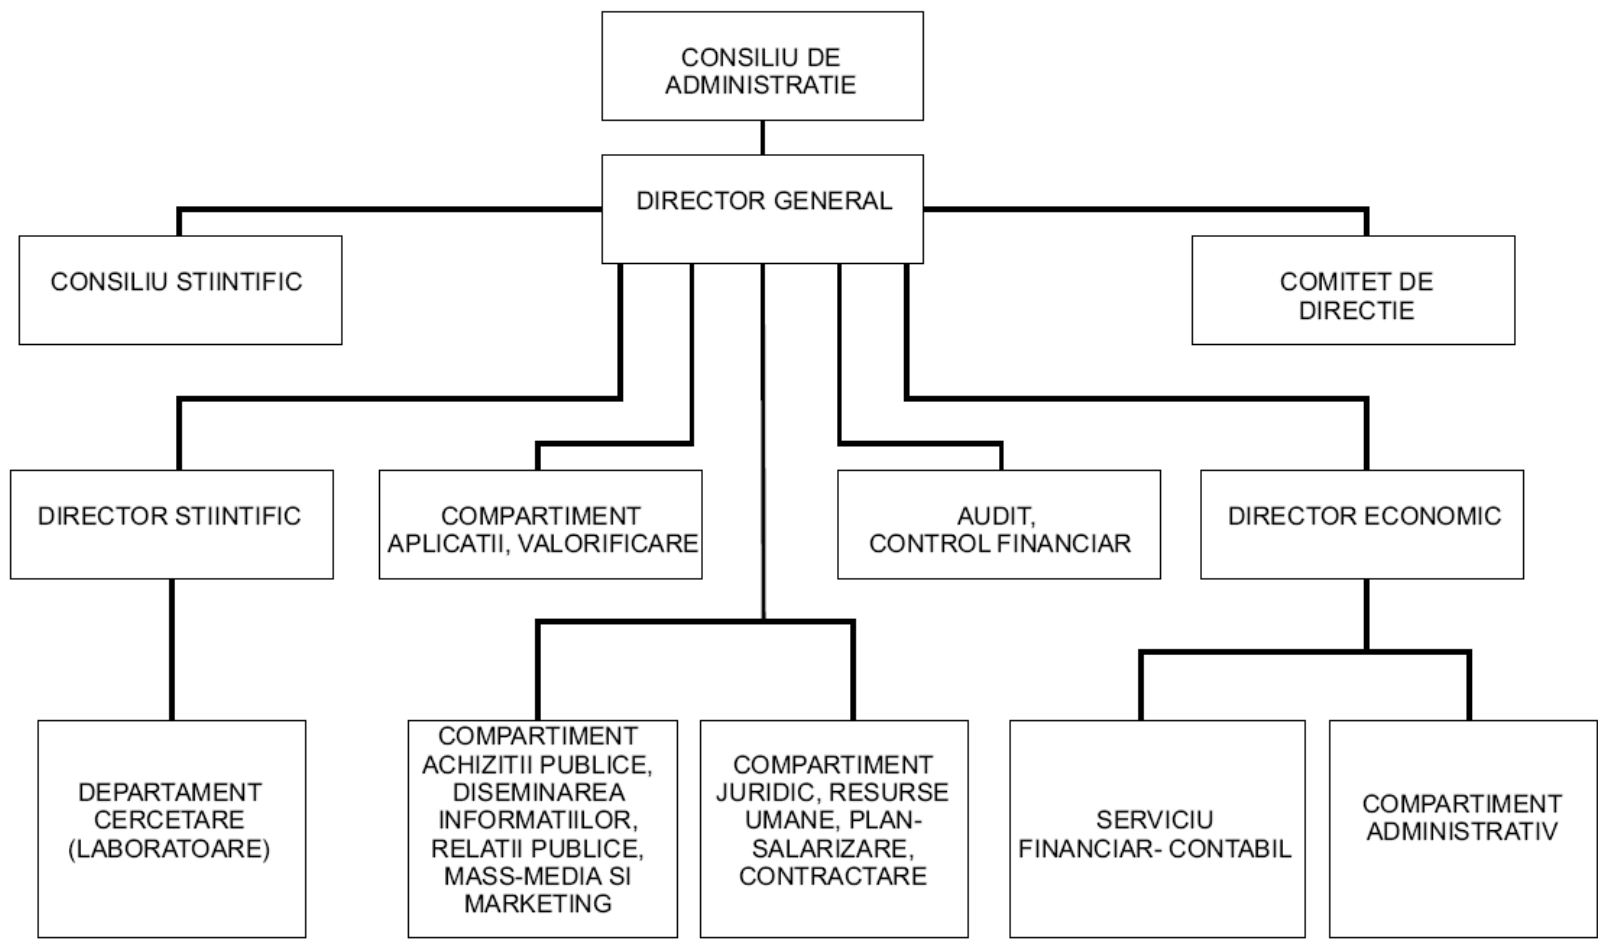 CONSILIU DE
ADMINISTRATIE
DIRECTOR GENERAL
CONSILIU STIINTIFIC
COMITET DE
DIRECTIE
DIRECTOR STIINTIFIC
COMPARTIMENT
APLICATII, VALORIFICARE
AUDIT,
CONTROL FINANCIAR
DIRECTOR ECONOMIC
DEPARTAMENT
CERCETARE
(LABORATOARE)
COMPARTIMENT
ACHIZITII PUBLICE,
DISEMINAREA
INFORMATIILOR,
RELATII PUBLICE,
MASS-MEDIA SI
MARKETING
COMPARTIMENT
JURIDIC, RESURSE
UMANE, PLAN-
SALARIZARE,
CONTRACTARE
SERVICIU
FINANCIAR- CONTABIL
COMPARTIMENT
ADMINISTRATIV